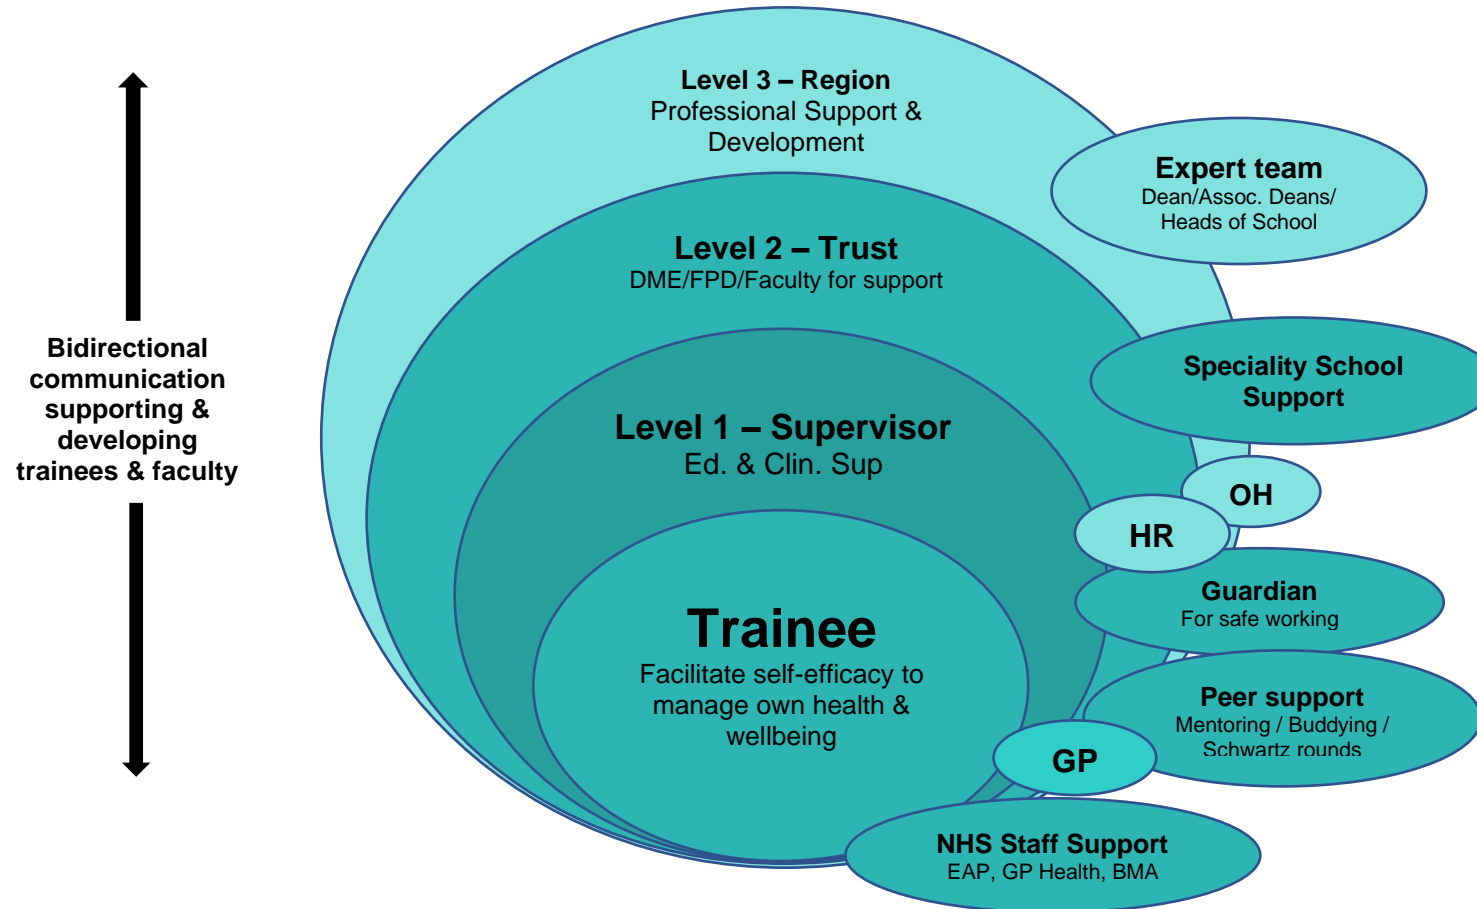 Level 3 – Region
Professional Support &
Development
Expert team
Dean/Assoc. Deans/
Heads of School
Level 2 – Trust
DME/FPD/Faculty for support
Bidirectional
communication
supporting &
developing
trainees & faculty
Speciality School
Support
Level 1 – Supervisor
Ed. & Clin. Sup
OH
HR
Guardian
For safe working
Trainee
Facilitate self-efficacy to
manage own health &
wellbeing
Peer support
Mentoring / Buddying /
Schwartz rounds
GP
NHS Staff Support
EAP, GP Health, BMA